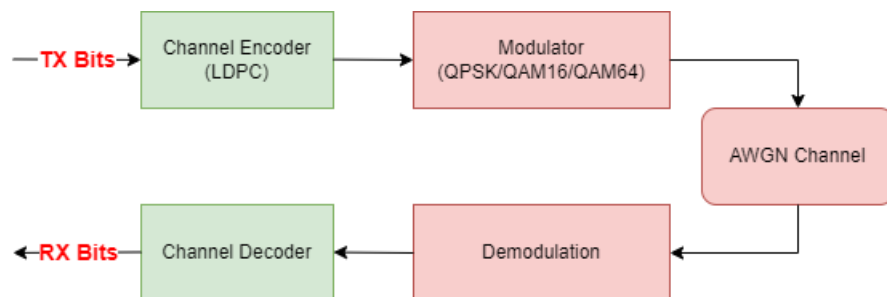 TX Bits
Channel Encoder
(LDPC)
Modulator
(QPSK/QAM16/QAM64)
AWGN Channel
RX Bits
Channel Decoder
Demodulation